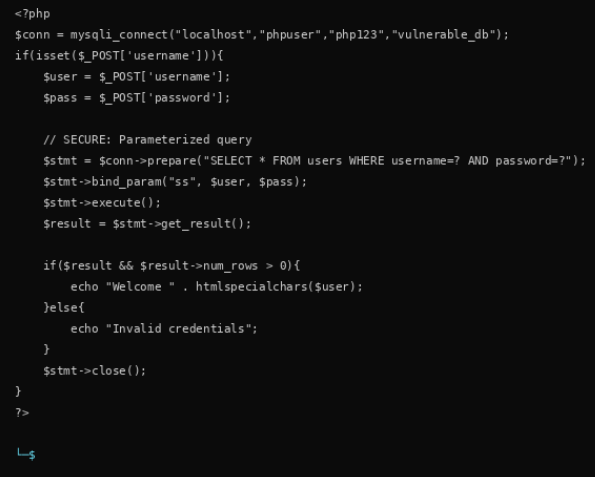 <?php
$conn = mysqli_connect("localhost","phpuser","php123","vulnerable_db");
if(isset($_POST['username'])){
    $user = $_POST['username'];
    $pass = $_POST['password'];

    // SECURE: Parameterized query
    $stmt = $conn->prepare("SELECT * FROM users WHERE username=? AND password=?");
    $stmt->bind_param("ss", $user, $pass);
    $stmt->execute();
    $result = $stmt->get_result();

    if($result && $result->num_rows > 0){
        echo "Welcome " . htmlspecialchars($user);
    }else{
        echo "Invalid credentials";
    }
    $stmt->close();
}
?>

└─$